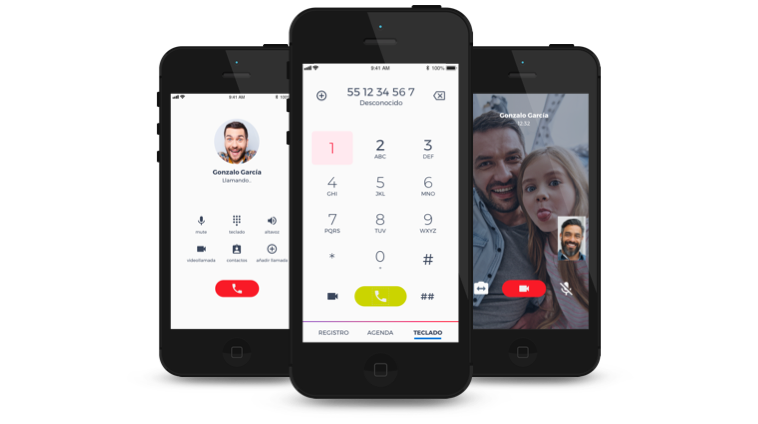 9:41 AM
Gonzalo García
Llamando..
mute
teclado
altavoz
videollamada
contactos
añadir llamada
9:41 AM
100%
55 12 34 56 7
Desconocido
1
2
ABC
3
DEF
4
GHI
5
JKL
6
MNO
7
PQRS
8
TUV
9
WXYZ
*
0
-
#
##
REGISTRO
AGENDA
TECLADO
Gonzalo García
12:32